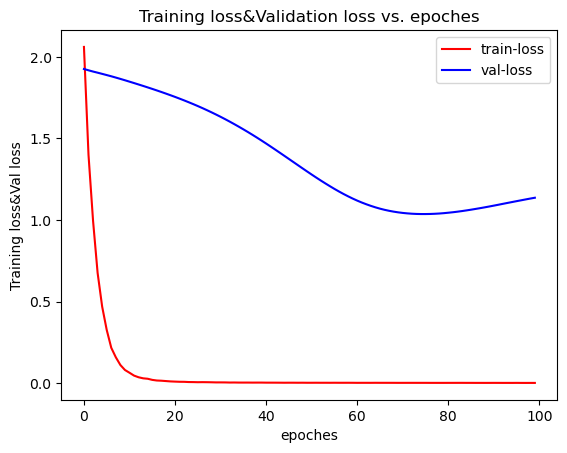 Training loss&Validation loss vs. epoches
train-loss
val-loss
Training loss&Val loss
2.0
1.5
1.0
0.5
0.0
0
20
40
60
80
100
epoches